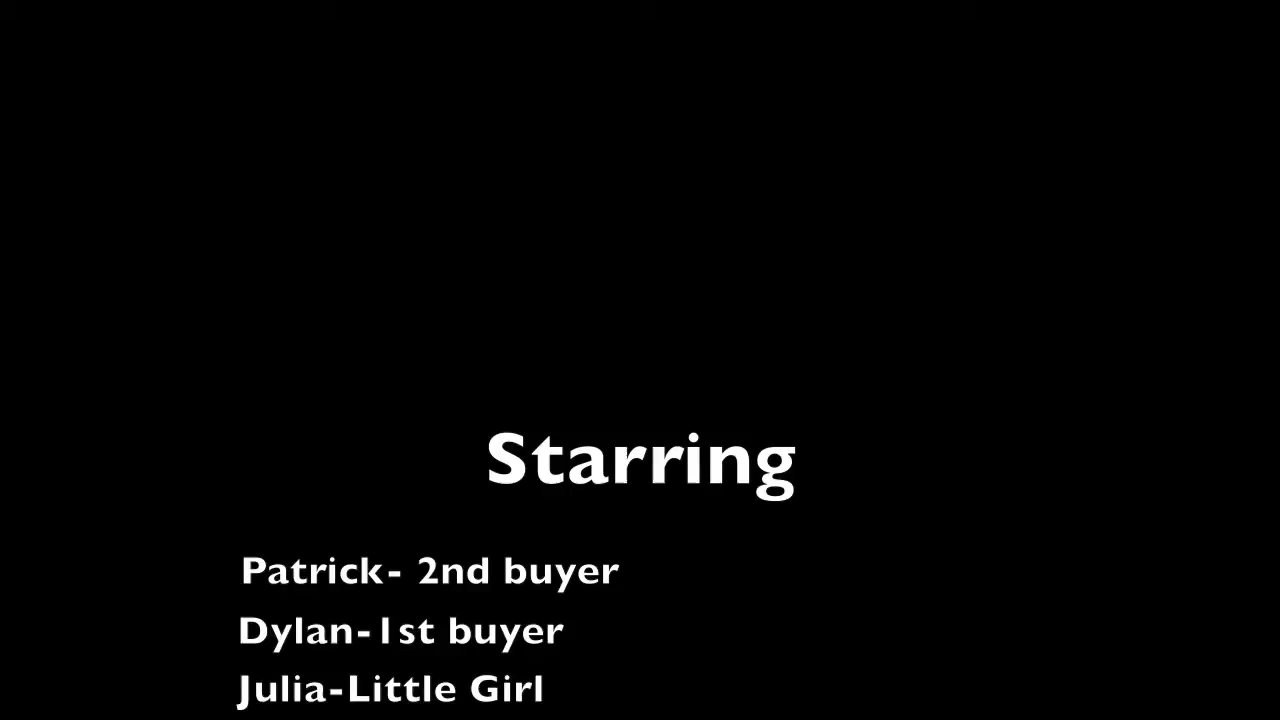 Starring
Patrick- 2nd buyer
Dylan-1st buyer
Julia-Little Girl